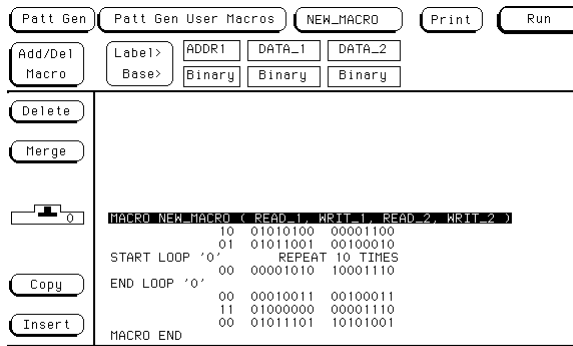 Patt Gen Patt Gen User Macros NEW_MACRO Print Run
Add/Del Macro
Label> ADDR1 DATA_1 DATA_2
Base> Binary Binary Binary
Delete
Merge
0
MACRO NEW_MACRO ( READ_1, WRIT_1, READ_2, WRIT_2 )
10 01010100 00001100
01 01011001 00100010
START LOOP '0' REPEAT 10 TIMES
00 00001010 10001110
END LOOP '0'
00 00010011 00100011
11 01000000 00001110
00 01011101 10101001
MACRO END
Copy
Insert